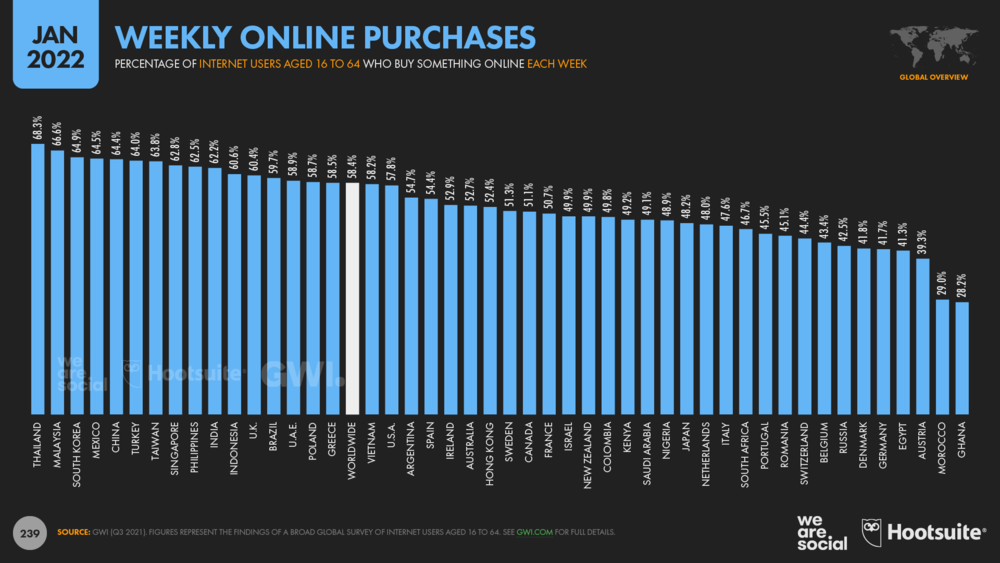 JAN
2022
WEEKLY ONLINE PURCHASES
PERCENTAGE OF INTERNET USERS AGED 16 TO 64 WHO BUY SOMETHING ONLINE EACH WEEK
GLOBAL OVERVIEW
68.3%
66.6%
64.9%
64.5%
64.4%
64.0%
63.8%
62.8%
62.5%
62.2%
60.6%
60.4%
59.7%
58.9%
58.7%
58.5%
58.4%
58.2%
57.8%
54.7%
54.4%
52.9%
52.7%
52.4%
51.3%
51.1%
50.7%
49.9%
49.9%
49.8%
49.2%
49.1%
48.9%
48.2%
48.0%
47.6%
46.7%
45.5%
45.1%
44.4%
43.4%
42.5%
41.8%
41.7%
41.3%
39.3%
29.0%
28.2%
we
are
social
Hootsuite®
GWI.
THAILAND
MALAYSIA
SOUTH KOREA
MEXICO
CHINA
TURKEY
TAIWAN
SINGAPORE
PHILIPPINES
INDIA
INDONESIA
U.K.
BRAZIL
U.A.E.
POLAND
GREECE
WORLDWIDE
VIETNAM
U.S.A.
ARGENTINA
SPAIN
IRELAND
AUSTRALIA
HONG KONG
SWEDEN
CANADA
FRANCE
ISRAEL
NEW ZEALAND
COLOMBIA
KENYA
SAUDI ARABIA
NIGERIA
JAPAN
NETHERLANDS
ITALY
SOUTH AFRICA
PORTUGAL
ROMANIA
SWITZERLAND
BELGIUM
RUSSIA
DENMARK
GERMANY
EGYPT
AUSTRIA
MOROCCO
GHANA
239
SOURCE: GWI (Q3 2021). FIGURES REPRESENT THE FINDINGS OF A BROAD GLOBAL SURVEY OF INTERNET USERS AGED 16 TO 64. SEE GWI.COM FOR FULL DETAILS.
we
are
social
Hootsuite®